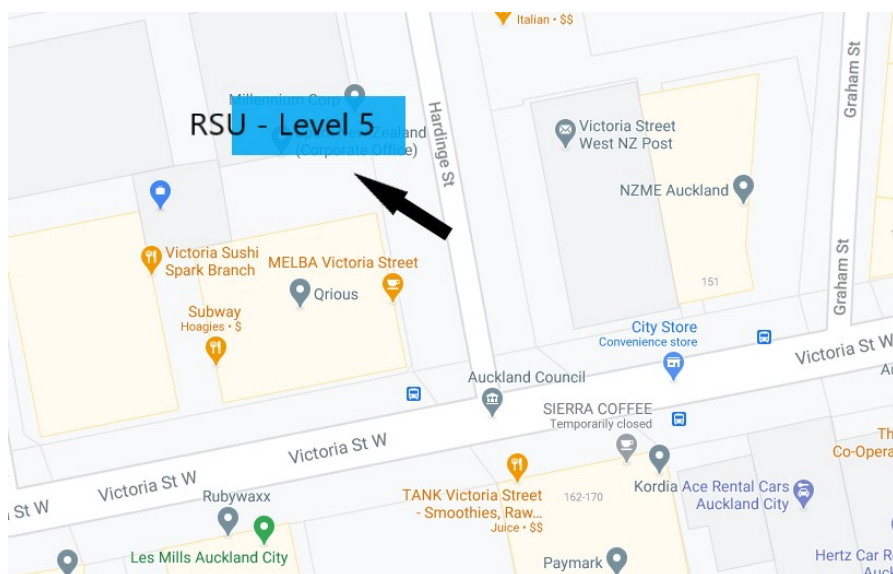 Italian • $$
Graham St
Millennium Corp
RSU - Level 5
Zealand
(Corporate Office)
Hardinge St
Victoria Street
West NZ Post
NZME Auckland
Victoria Sushi
Spark Branch
MELBA Victoria Street
Qrious
151
Graham St
Subway
Hoagies • $
City Store
Convenience store
Victoria St W
Auckland Council
SIERRA COFFEE
Temporarily closed
Th
Co-Opera
Victoria St W
Victoria St W
St W
Rubywaxx
TANK Victoria Street
- Smoothies, Raw...
Juice • $$
162-170
Kordia
Ace Rental Cars
Auckland City
Les Mills Auckland City
Paymark
Hertz Car R
Auc